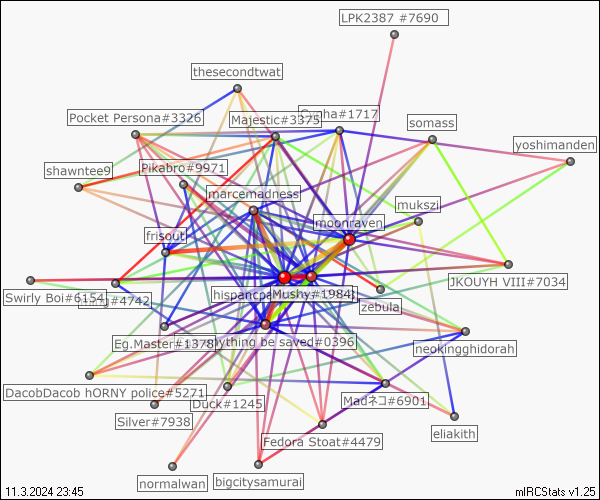 LPK2387 #7690
thesecondtwat
Pocket Persona#3326
Majestic#3375
#1717
somass
yoshimanden
shawntee9
Pikabro#9971
marcemadness
moonraven
mukszi
frisout
JKOUYH VIII#7034
Swirly Boi#6154
#4742
hispancpa
Mushy#1984
zebula
Eg.Master#1378
ything be saved#0396
neokingghidorah
DacobDacob hORNY police#5271
Duck#1245
Madネコ#6901
Silver#7938
eliakith
Fedora Stoat#4479
normalwan
bigcitysamurai
11.3.2024 23:45
mIRCStats v1.25